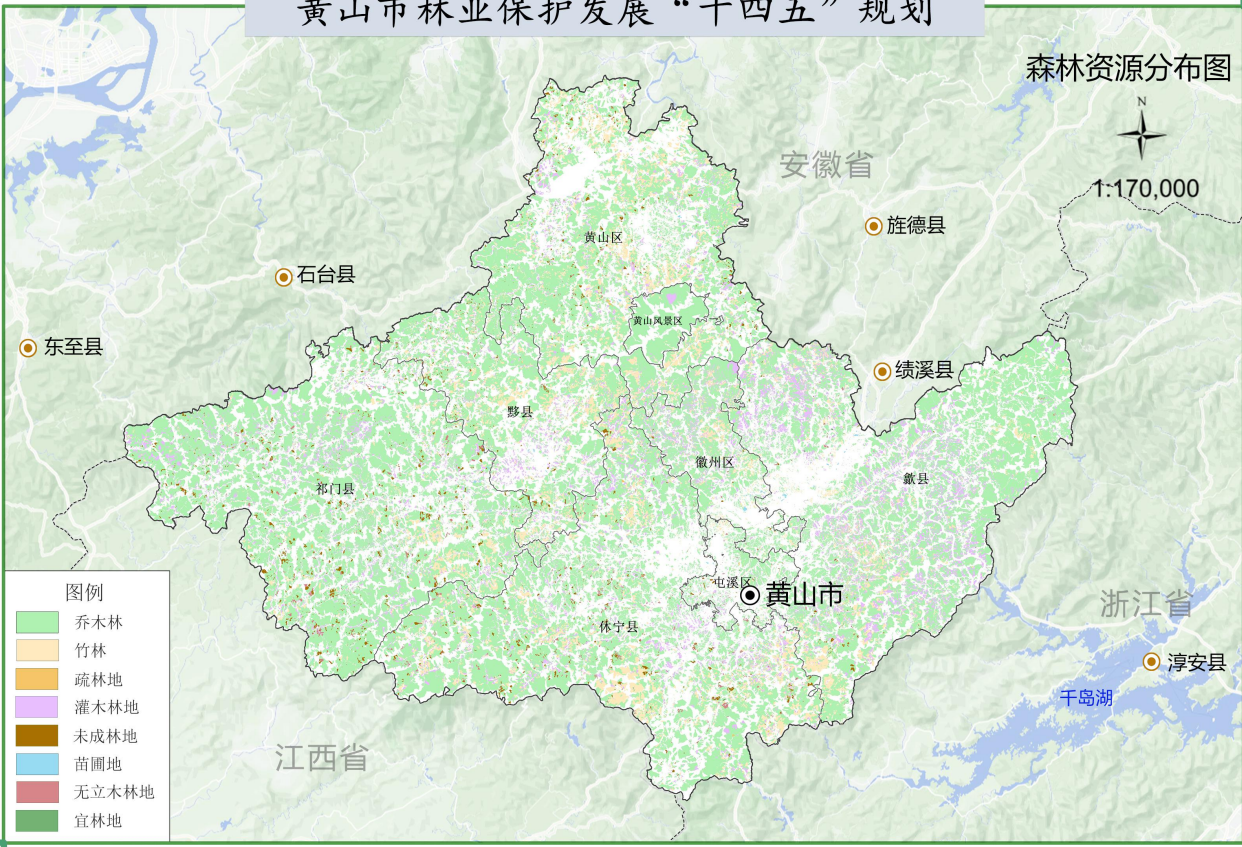 黄山市林业保护发展“十四五”规划
森林资源分布图
N
1:170,000
安徽省
旌德县
黄山区
石台县
黄山风景区
东至县
绩溪县
黟县
徽州区
歙县
祁门县
屯溪区
黄山市
浙江省
休宁县
淳安县
千岛湖
江西省
图例
乔木林
竹林
疏林地
灌木林地
未成林地
苗圃地
无立木林地
宜林地